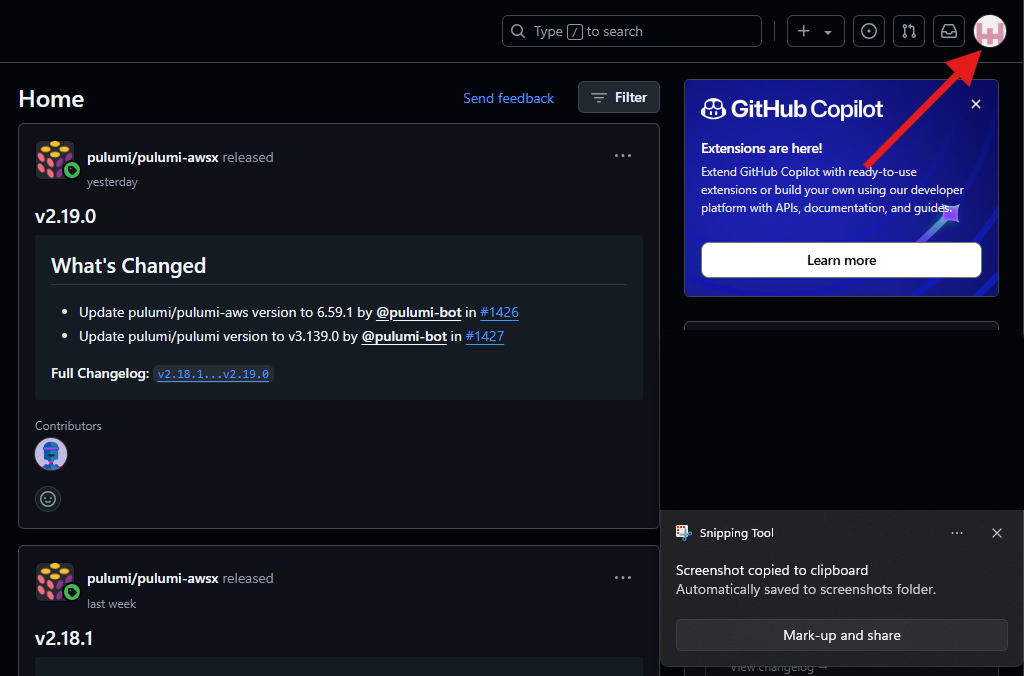 Type / to search
Home
Send feedback
Filter
pulumi/pulumi-awsx released
yesterday
v2.19.0
What's Changed
Update pulumi/pulumi-aws version to 6.59.1 by @pulumi-bot in #1426
Update pulumi/pulumi version to v3.139.0 by @pulumi-bot in #1427
Full Changelog: v2.18.1...v2.19.0
Contributors
pulumi/pulumi-awsx released
last week
v2.18.1
GitHub Copilot
Extensions are here!
Extend GitHub Copilot with ready-to-use
extensions or build your own using our developer
platform with APIs, documentation, and guides.
Learn more
Snipping Tool
Screenshot copied to clipboard
Automatically saved to screenshots folder.
Mark-up and share
View changelog →